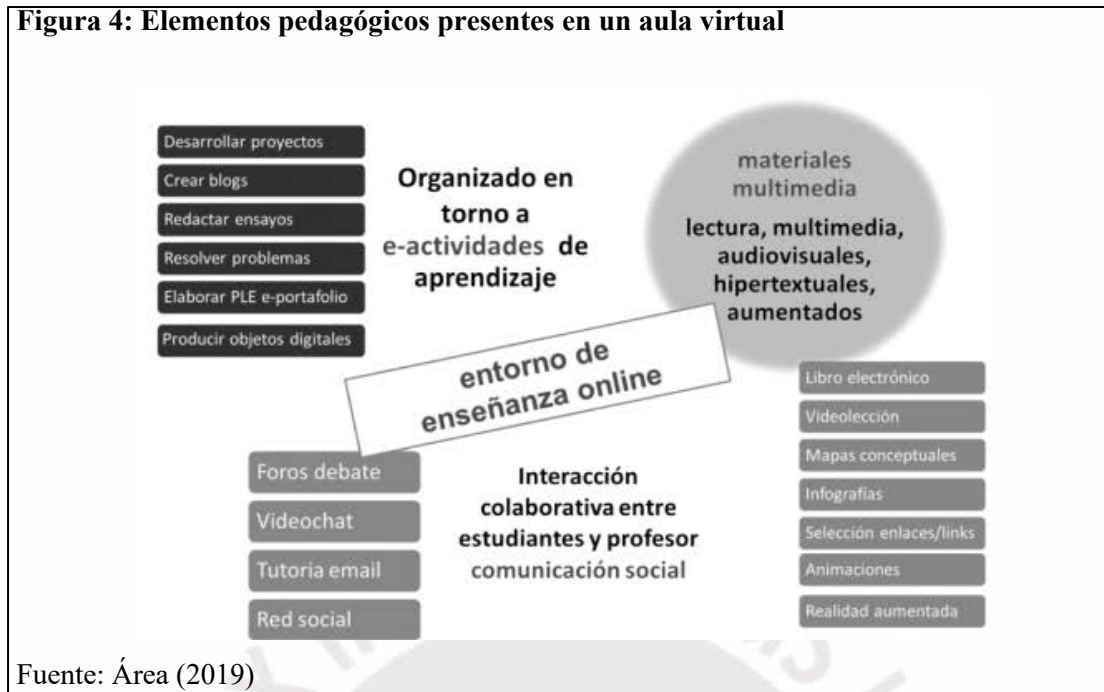 Figura 4: Elementos pedagógicos presentes en un aula virtual
Desarrollar proyectos
Crear blogs
Redactar ensayos
Resolver problemas
Elaborar PLE e-portafolio
Producir objetos digitales
Organizado en
torno a
e-actividades de
aprendizaje
materiales
multimedia
lectura, multimedia,
audiovisuales,
hipertextuales,
aumentados
entorno de
enseñanza online
Libro electrónico
Videolección
Mapas conceptuales
Infografías
Selección enlaces/links
Animaciones
Realidad aumentada
Foros debate
Videochat
Tutoria email
Red social
Interacción
colaborativa entre
estudiantes y profesor
comunicación social
Fuente: Área (2019)